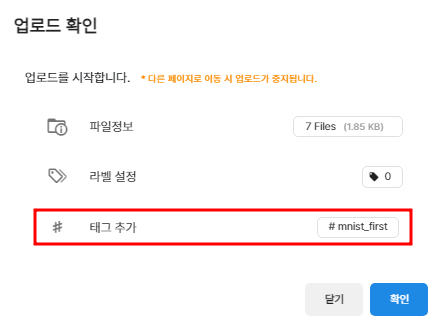 업로드 확인
업로드를 시작합니다. * 다른 페이지로 이동 시 업로드가 중지됩니다.
파일정보 7 Files (1.85 KB)
라벨 설정 0
태그 추가 # mnist_first
닫기 확인